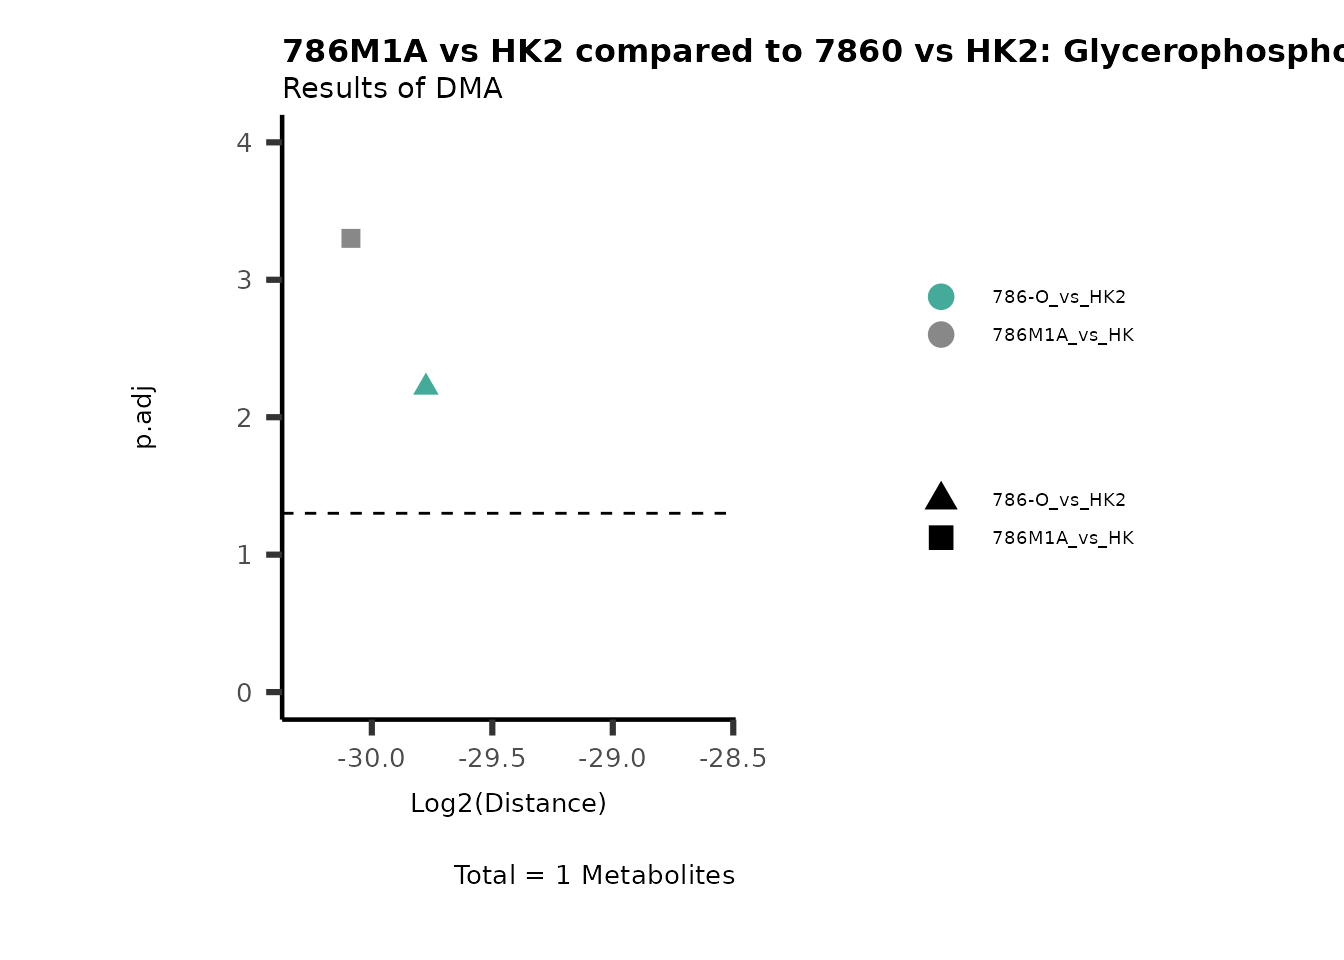 786M1A vs HK2 compared to 7860 vs HK2: Glycerophospho
Results of DMA
4
3
2
1
0
p.adj
-30.0 -29.5 -29.0 -28.5
Log2(Distance)
Total = 1 Metabolites
786-O_vs_HK2
786M1A_vs_HK
786-O_vs_HK2
786M1A_vs_HK